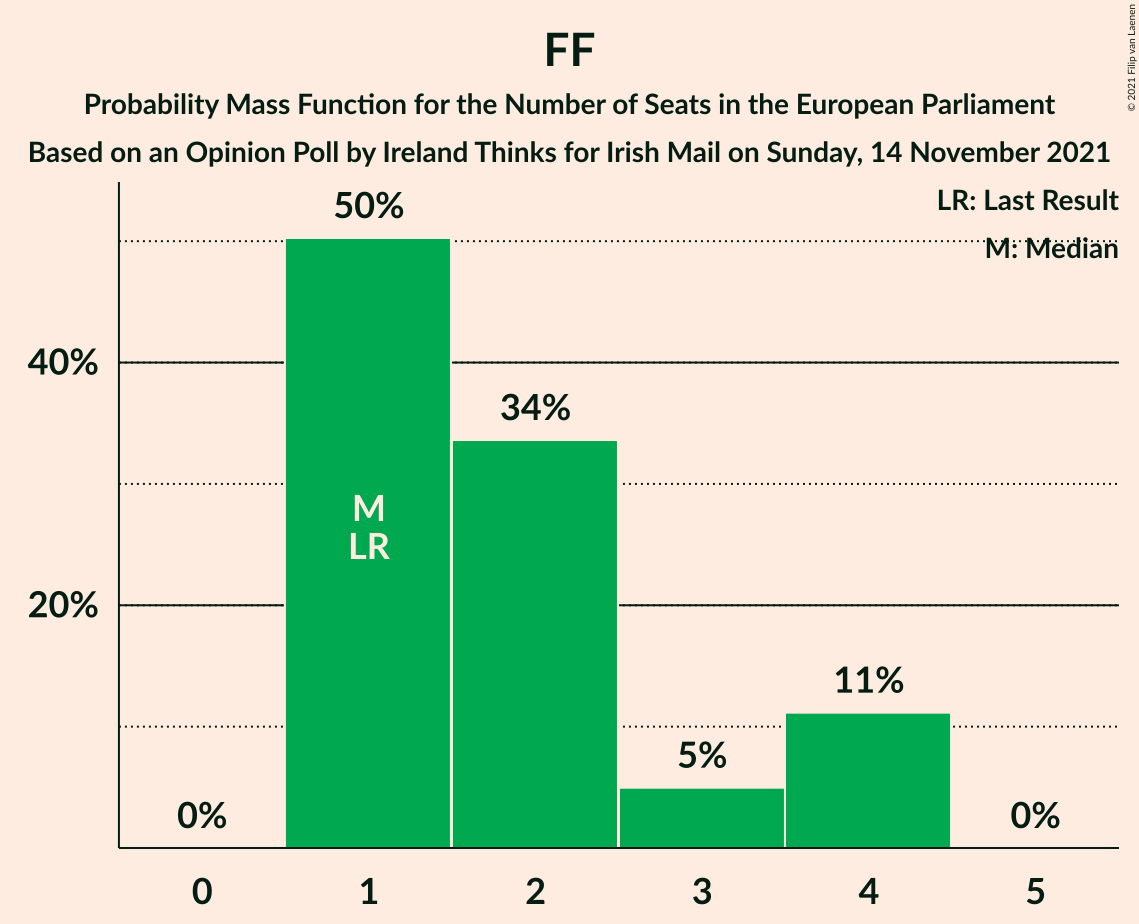 FF
Probability Mass Function for the Number of Seats in the European Parliament
Based on an Opinion Poll by Ireland Thinks for Irish Mail on Sunday, 14 November 2021
© 2021 Filip van Laenen
LR: Last Result
M: Median
50%
40%
34%
M
LR
20%
11%
5%
0%
0%
0 1 2 3 4 5